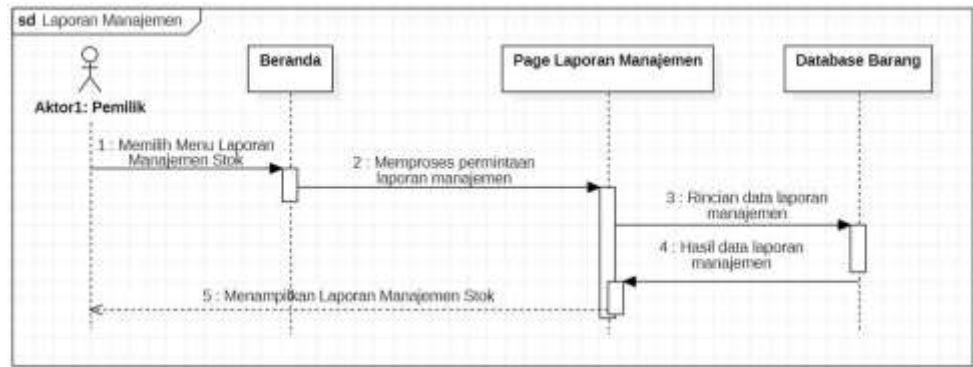 sd Laporan Manajemen
Beranda
Page Laporan Manajemen
Database Barang
Aktor1: Pemilik
1 : Memilih Menu Laporan
Manajemen Stok
2 : Memproses permintaan
laporan manajemen
3 : Rincian data laporan
manajemen
4 : Hasil data laporan
manajemen
5 : Menampilkan Laporan Manajemen Stok